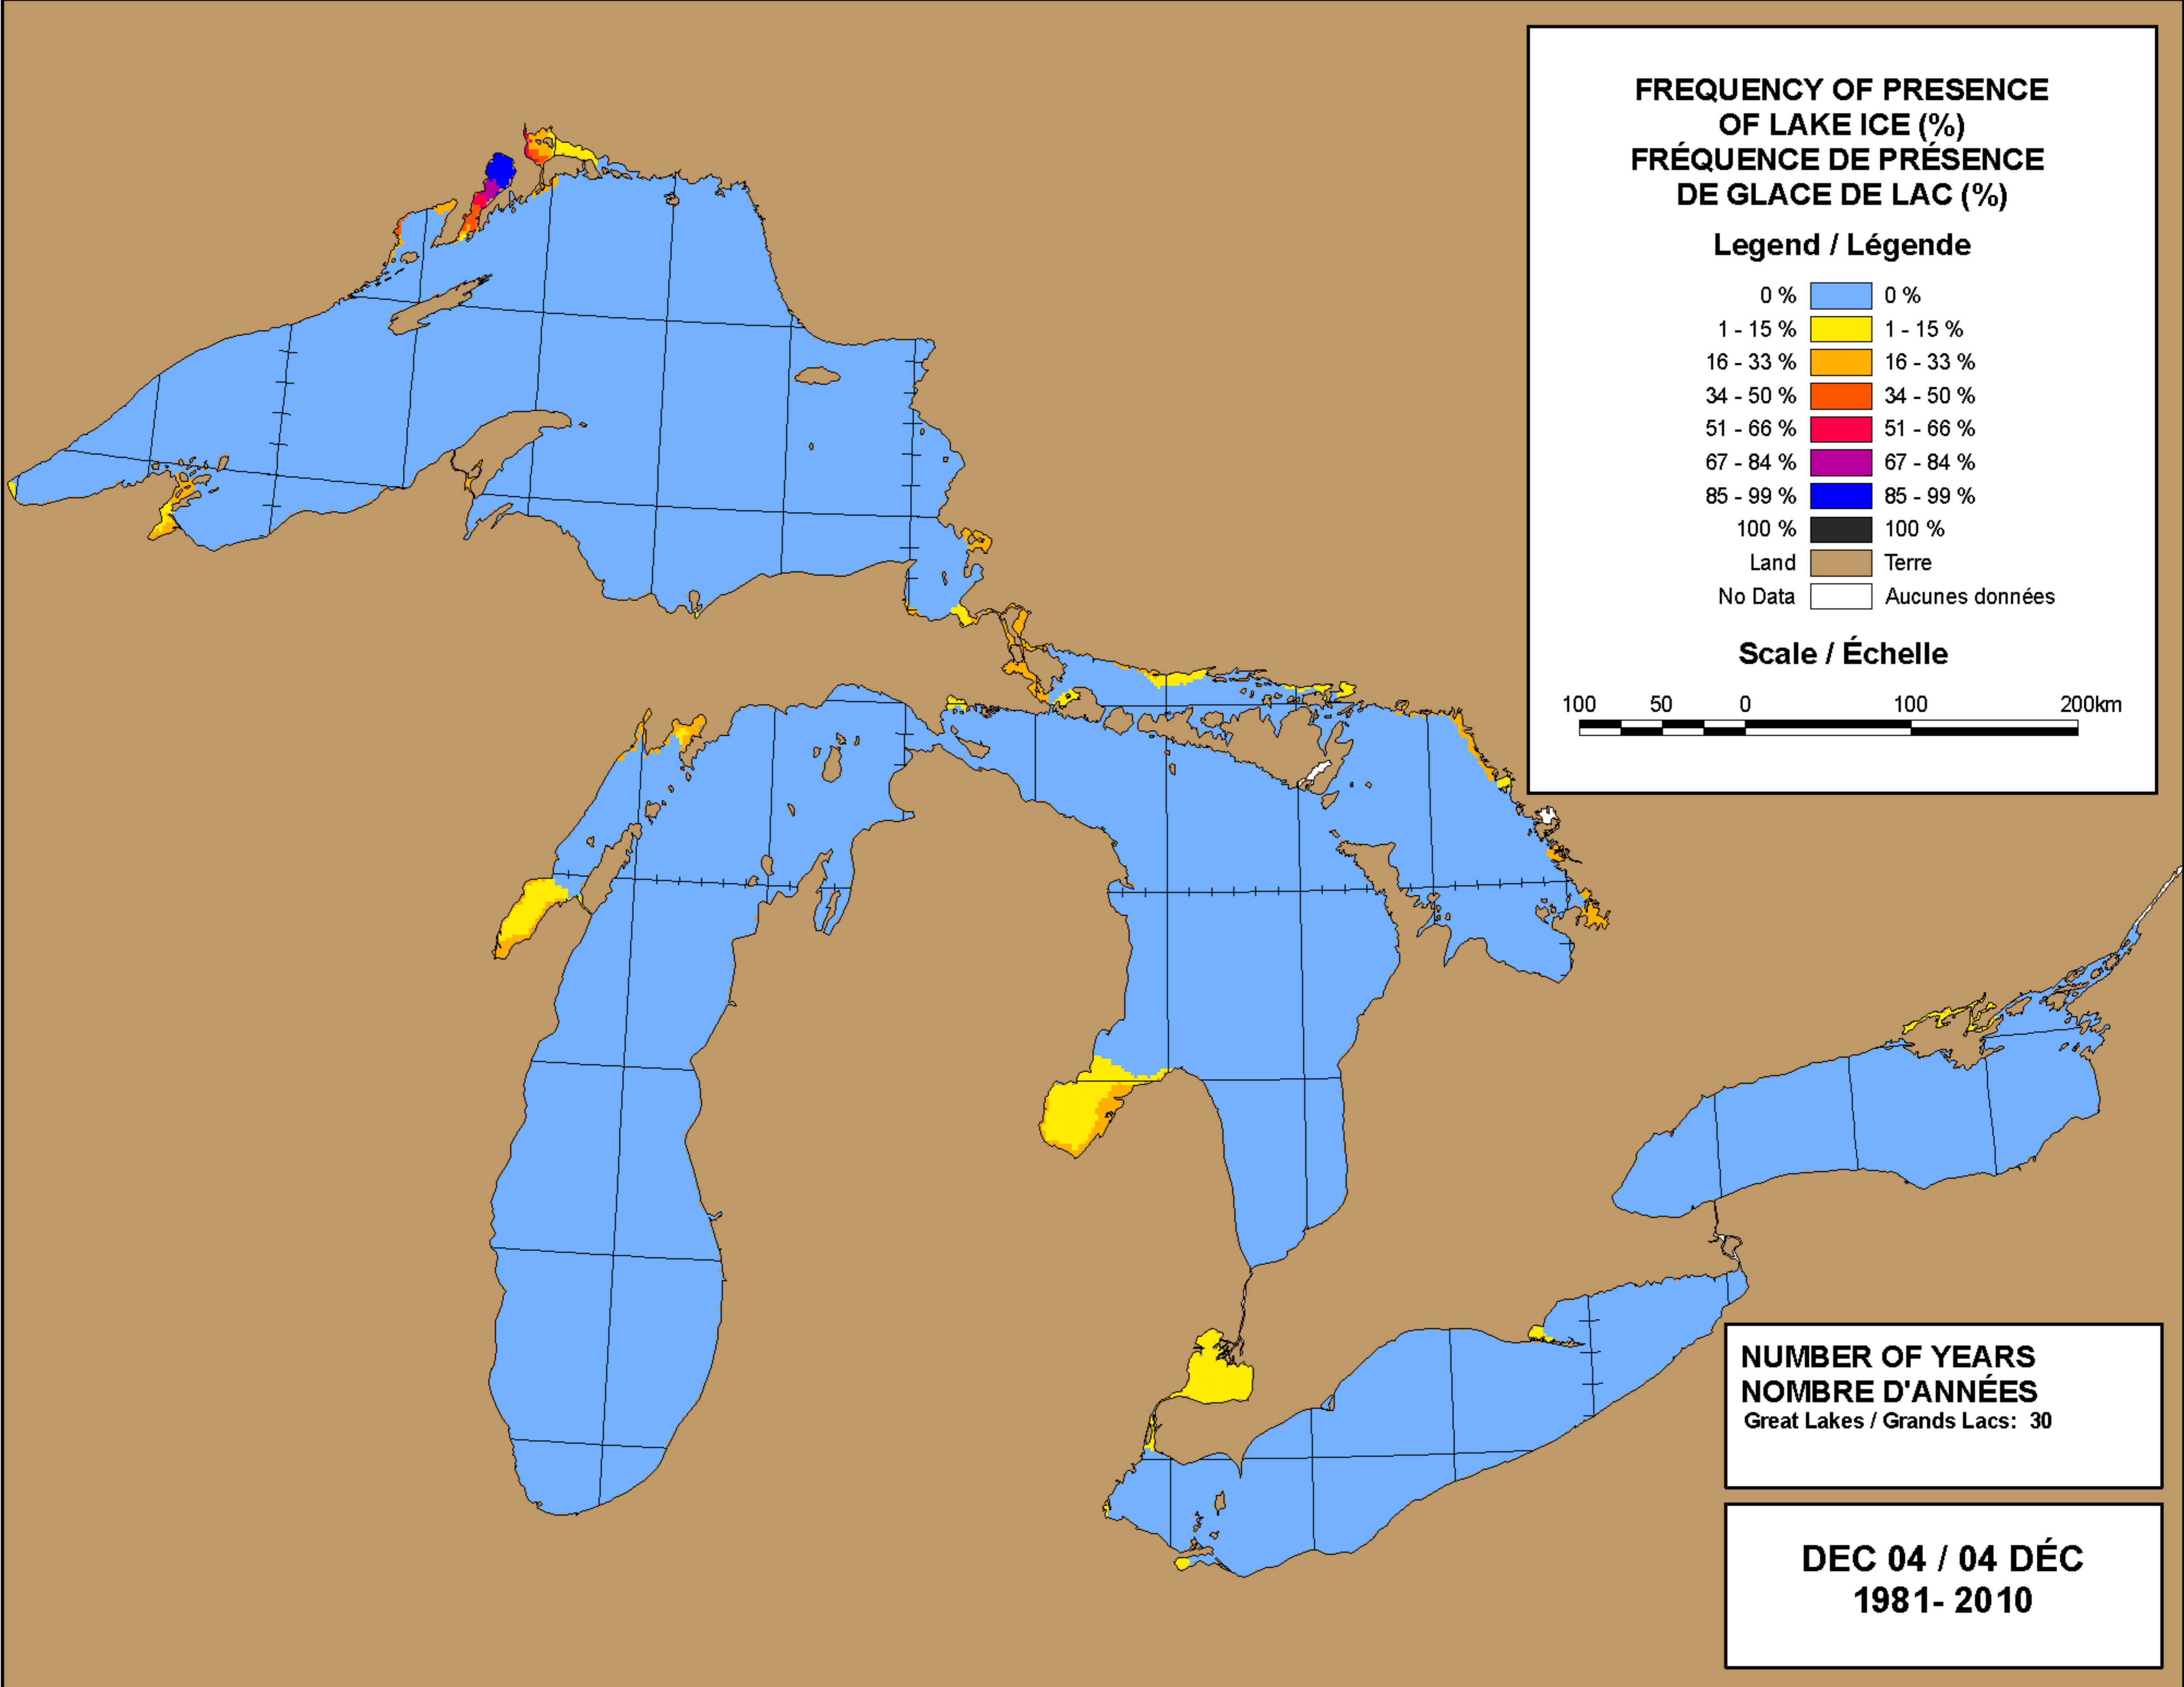 FREQUENCY OF PRESENCE
OF LAKE ICE (%)
FRÉQUENCE DE PRÉSENCE
DE GLACE DE LAC (%)
Legend / Légende
0 % 0 %
1 - 15 % 1 - 15 %
16 - 33 % 16 - 33 %
34 - 50 % 34 - 50 %
51 - 66 % 51 - 66 %
67 - 84 % 67 - 84 %
85 - 99 % 85 - 99 %
100 % 100 %
Land Terre
No Data Aucunes données
Scale / Échelle
100 50 0 100 200km
NUMBER OF YEARS
NOMBRE D'ANNÉES
Great Lakes / Grands Lacs: 30
DEC 04 / 04 DÉC
1981- 2010